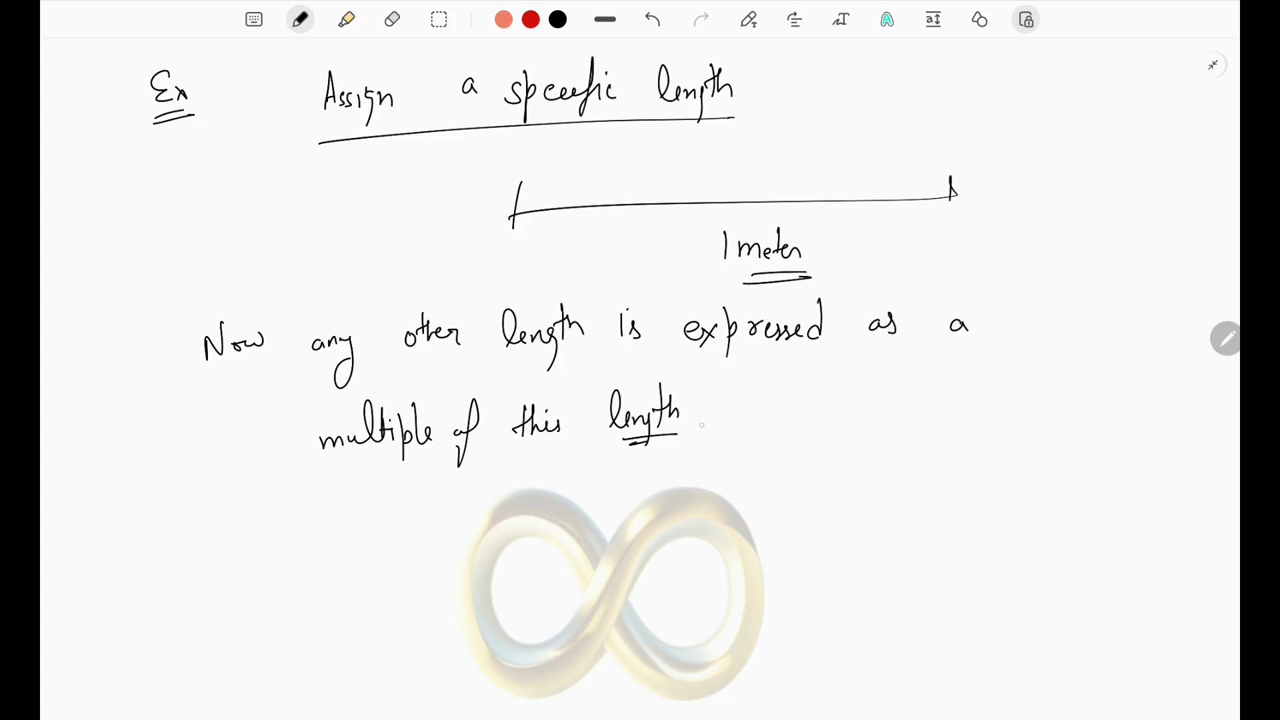 Ex Assign a specific length
1 meter
Now any other length is expressed as a
multiple of this length